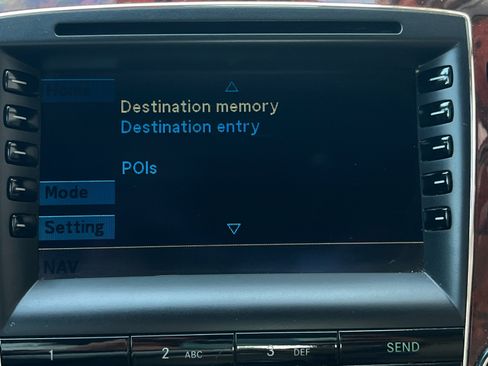 Home
Destination memory
Destination entry
POIs
Mode
Setting
NAV
1
2 ABC
3 DEF
SEND